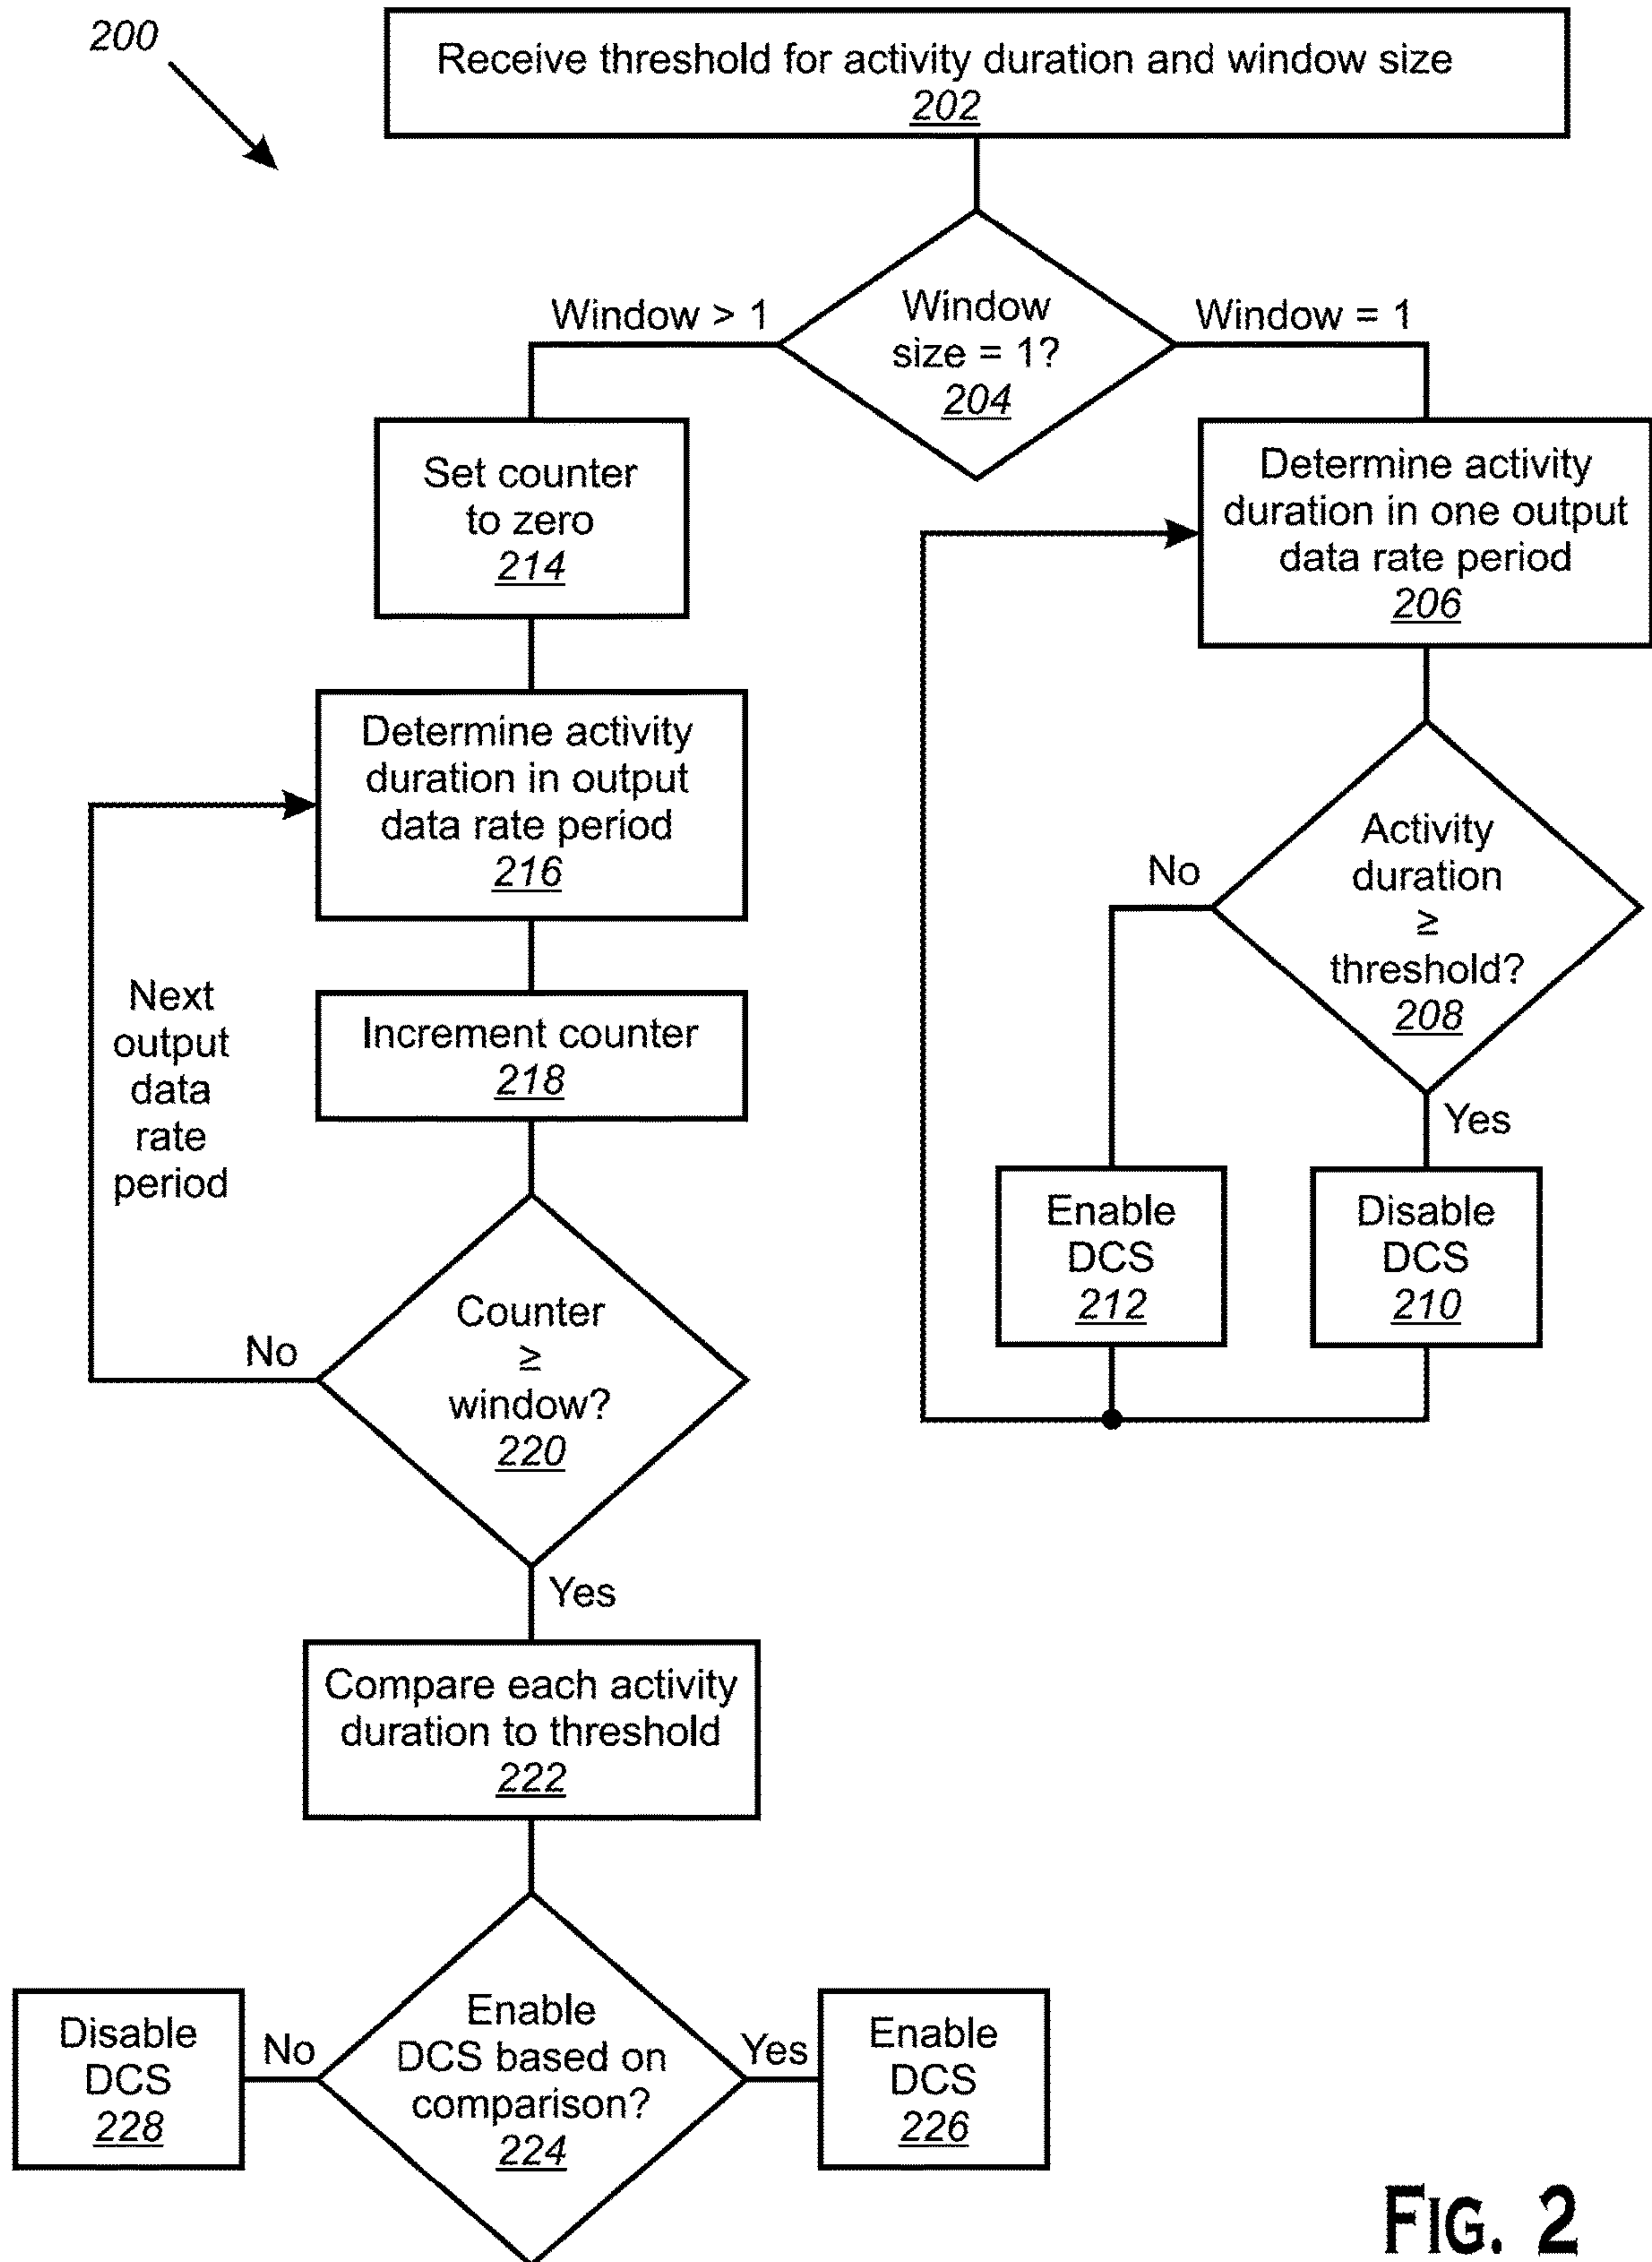 200
Receive threshold for activity duration and window size
202
Window > 1
Window
size = 1?
204
Window = 1
Set counter
to zero
214
Determine activity
duration in one output
data rate period
206
Determine activity
duration in output
data rate period
216
Activity
duration
≥
threshold?
208
No
Yes
Next
output
data
rate
period
Increment counter
218
Enable
DCS
212
Disable
DCS
210
Counter
≥
window?
220
No
Yes
Compare each activity
duration to threshold
222
Enable
DCS based on
comparison?
224
No
Yes
Disable
DCS
228
Enable
DCS
226
FIG. 2